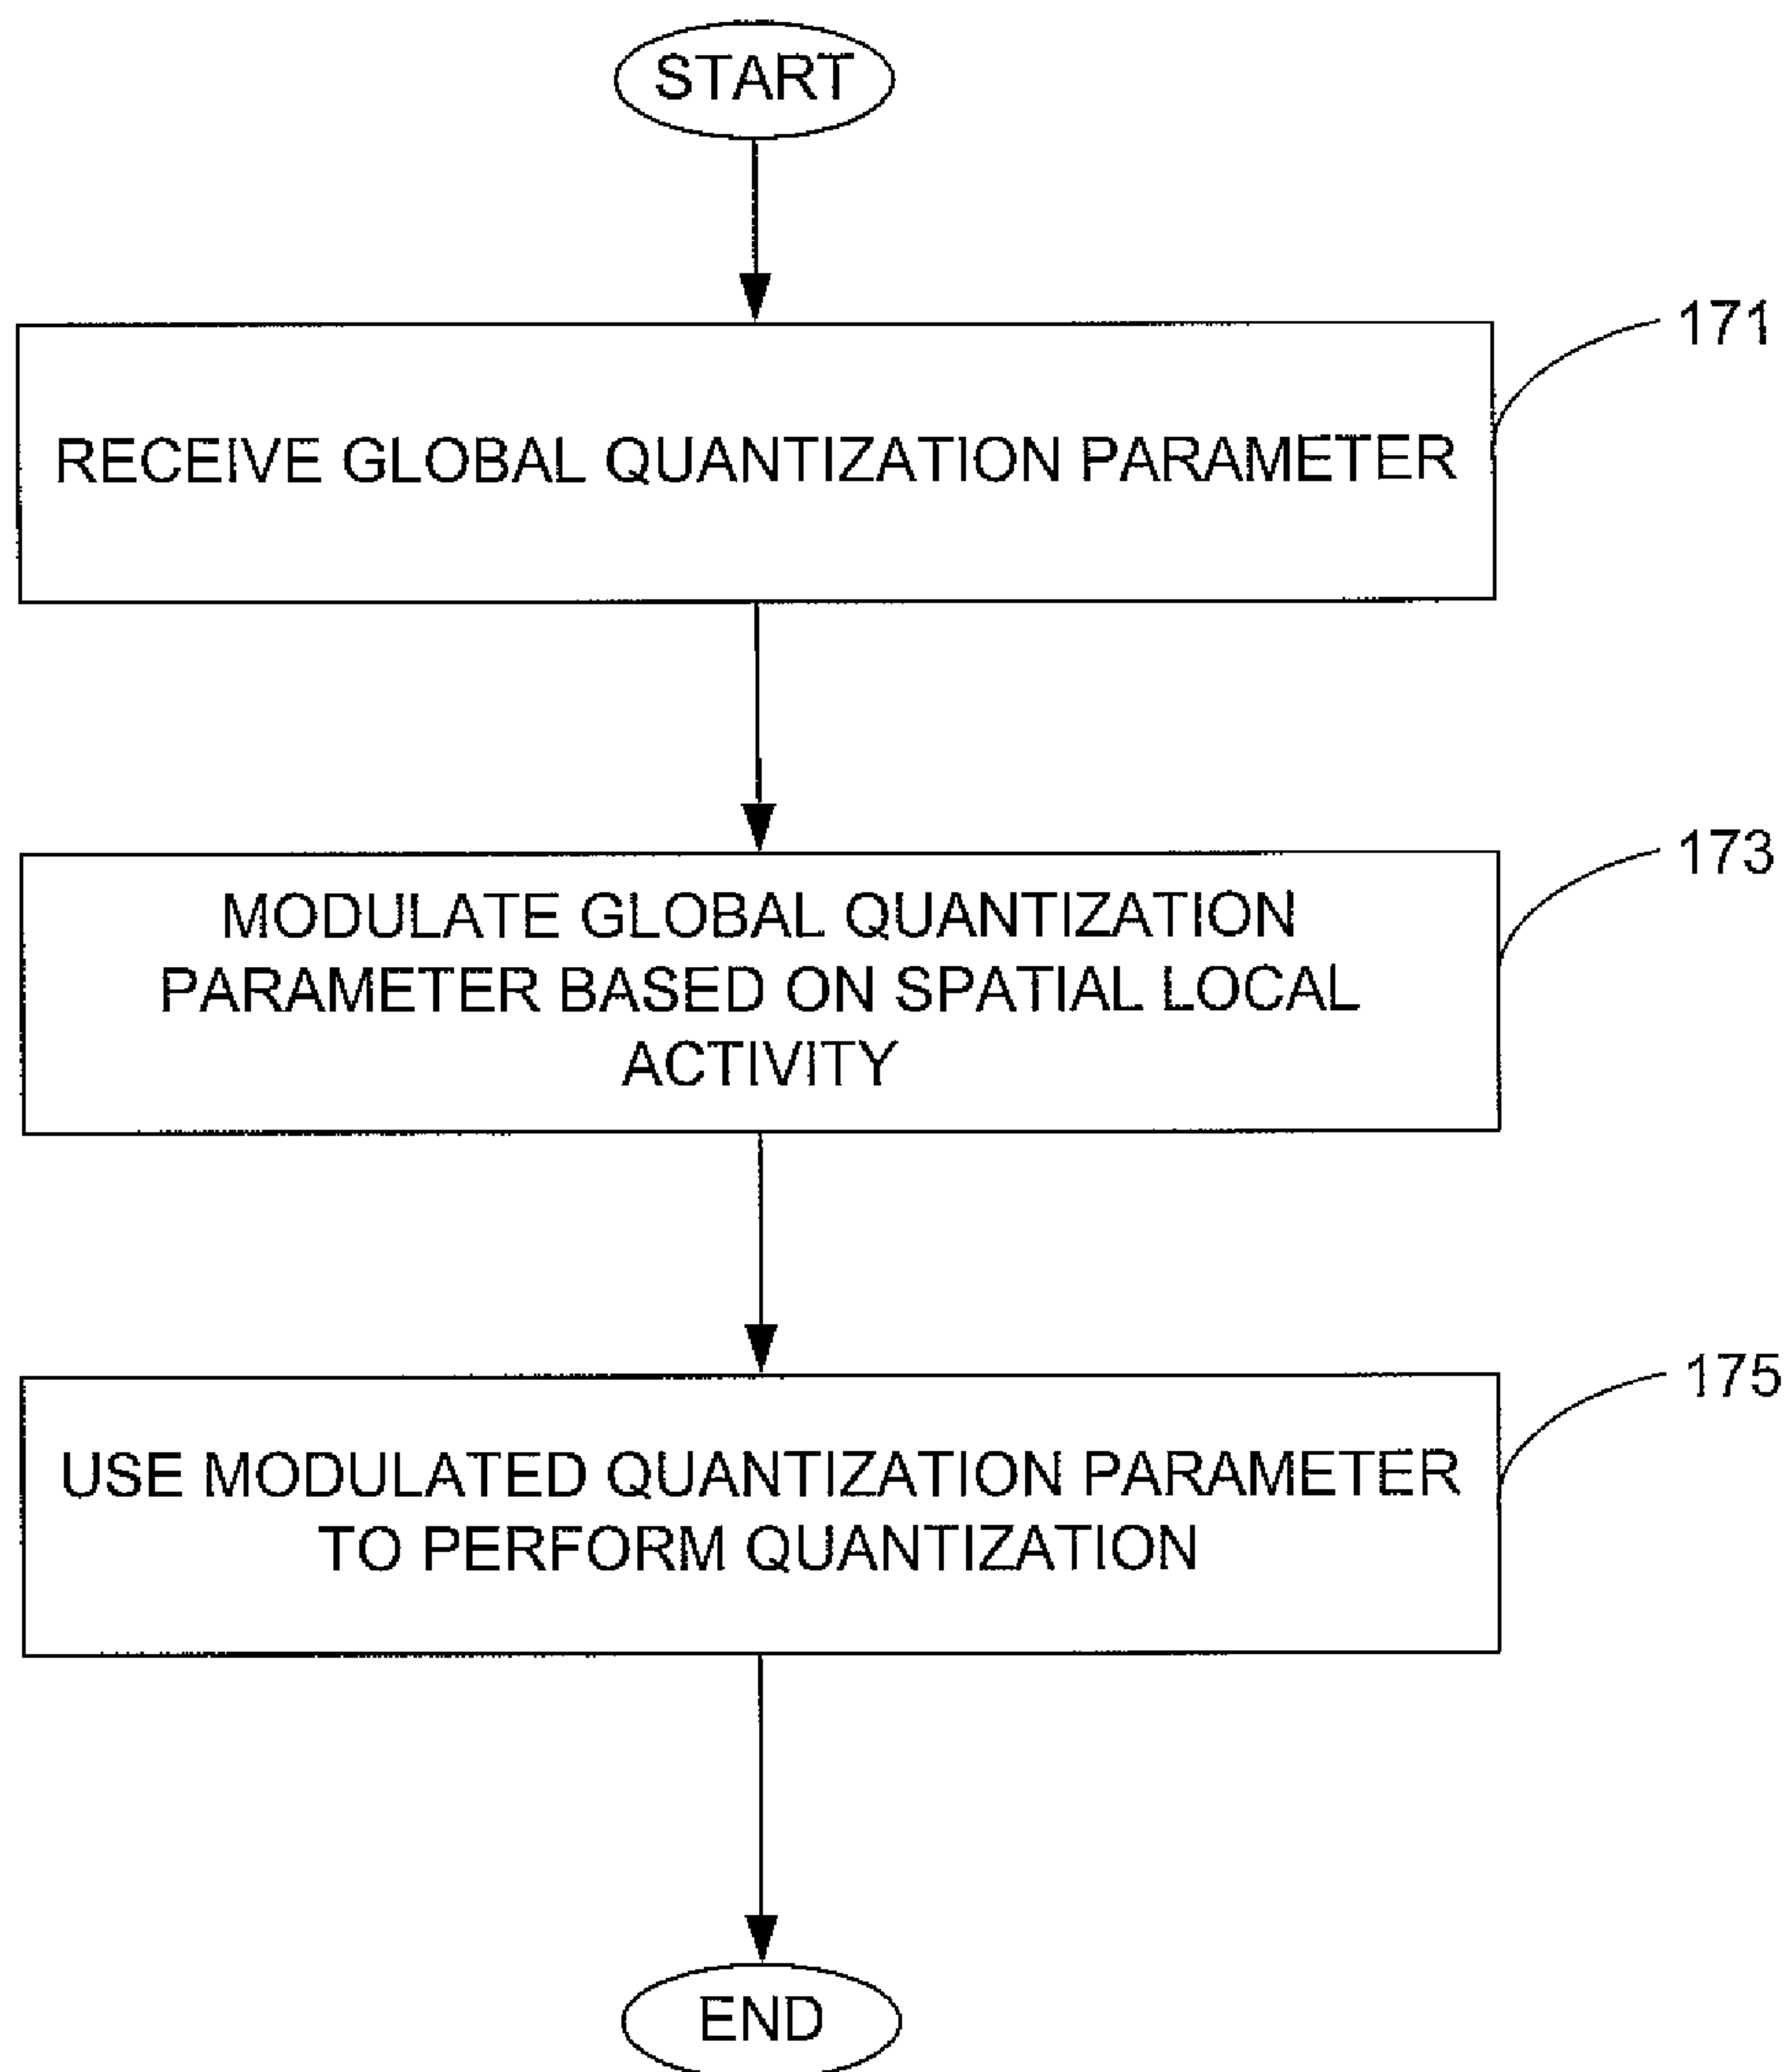 START
171
RECEIVE GLOBAL QUANTIZATION PARAMETER
173
MODULATE GLOBAL QUANTIZATION
PARAMETER BASED ON SPATIAL LOCAL
ACTIVITY
175
USE MODULATED QUANTIZATION PARAMETER
TO PERFORM QUANTIZATION
END